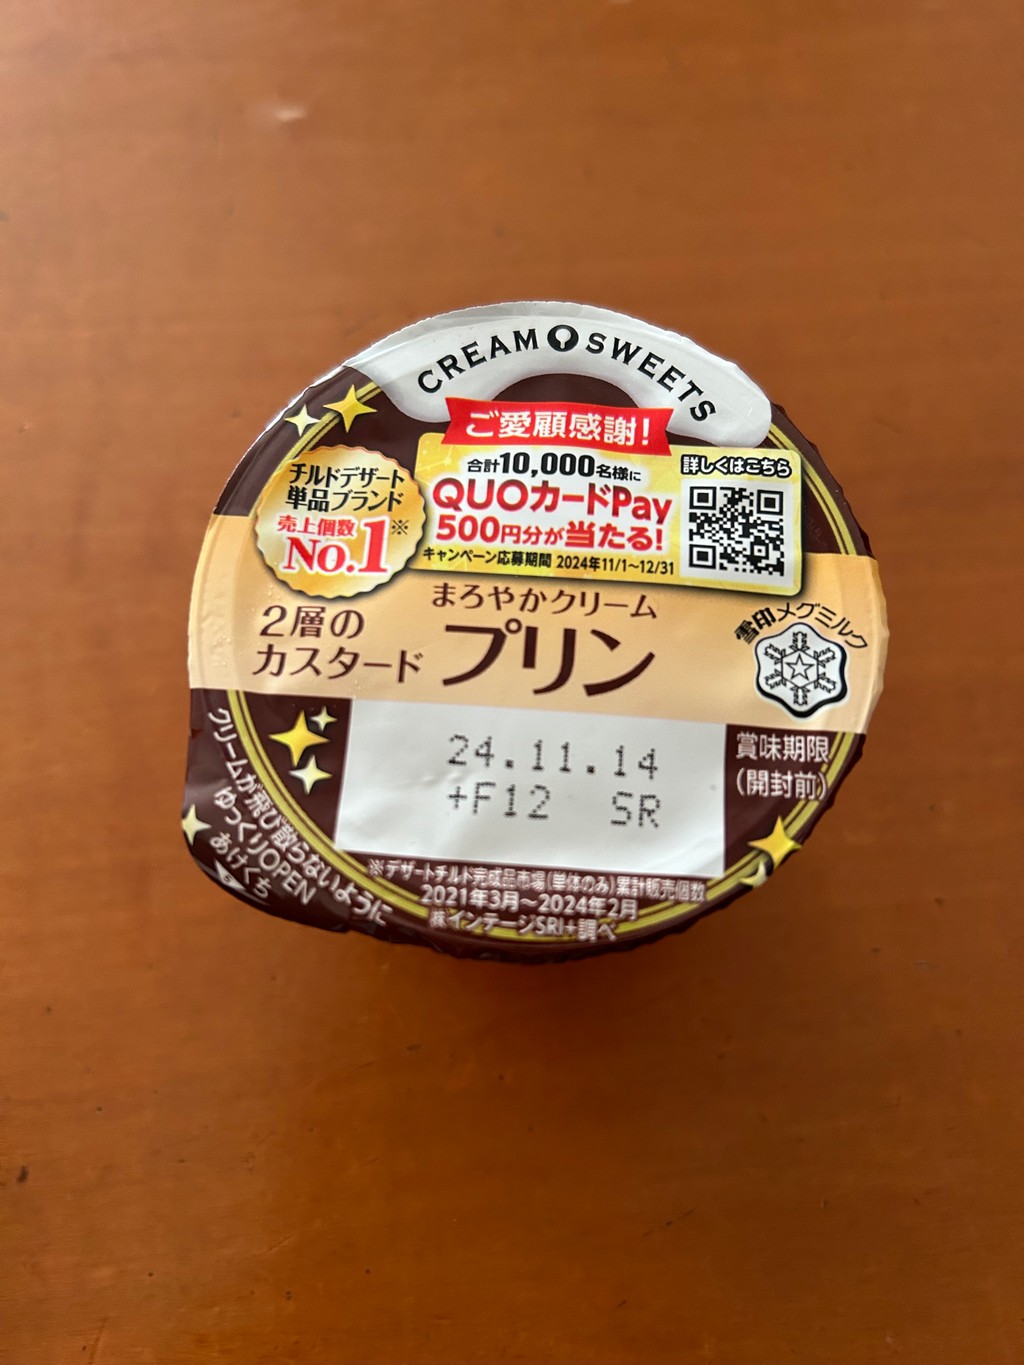 CREAM SWEETS
ご愛顧感謝!
合計10,000名様に
QUOカードPay
500円分が当たる!
キャンペーン応募期間 2024年11/1～12/31
詳しくはこちら
チルドデザート
単品ブランド
売上個数※
No.1
まろやかクリーム
2層の
カスタード
プリン
雪印メグミルク
24.11.14
+F12 SR
賞味期限
(開封前)
クリームが飛び散らないように
ゆっくりOPEN
あけくち
※デザートチルド完成品市場(単体のみ)累計販売個数
2021年3月～2024年2月
㈱インテージSRI+調べ